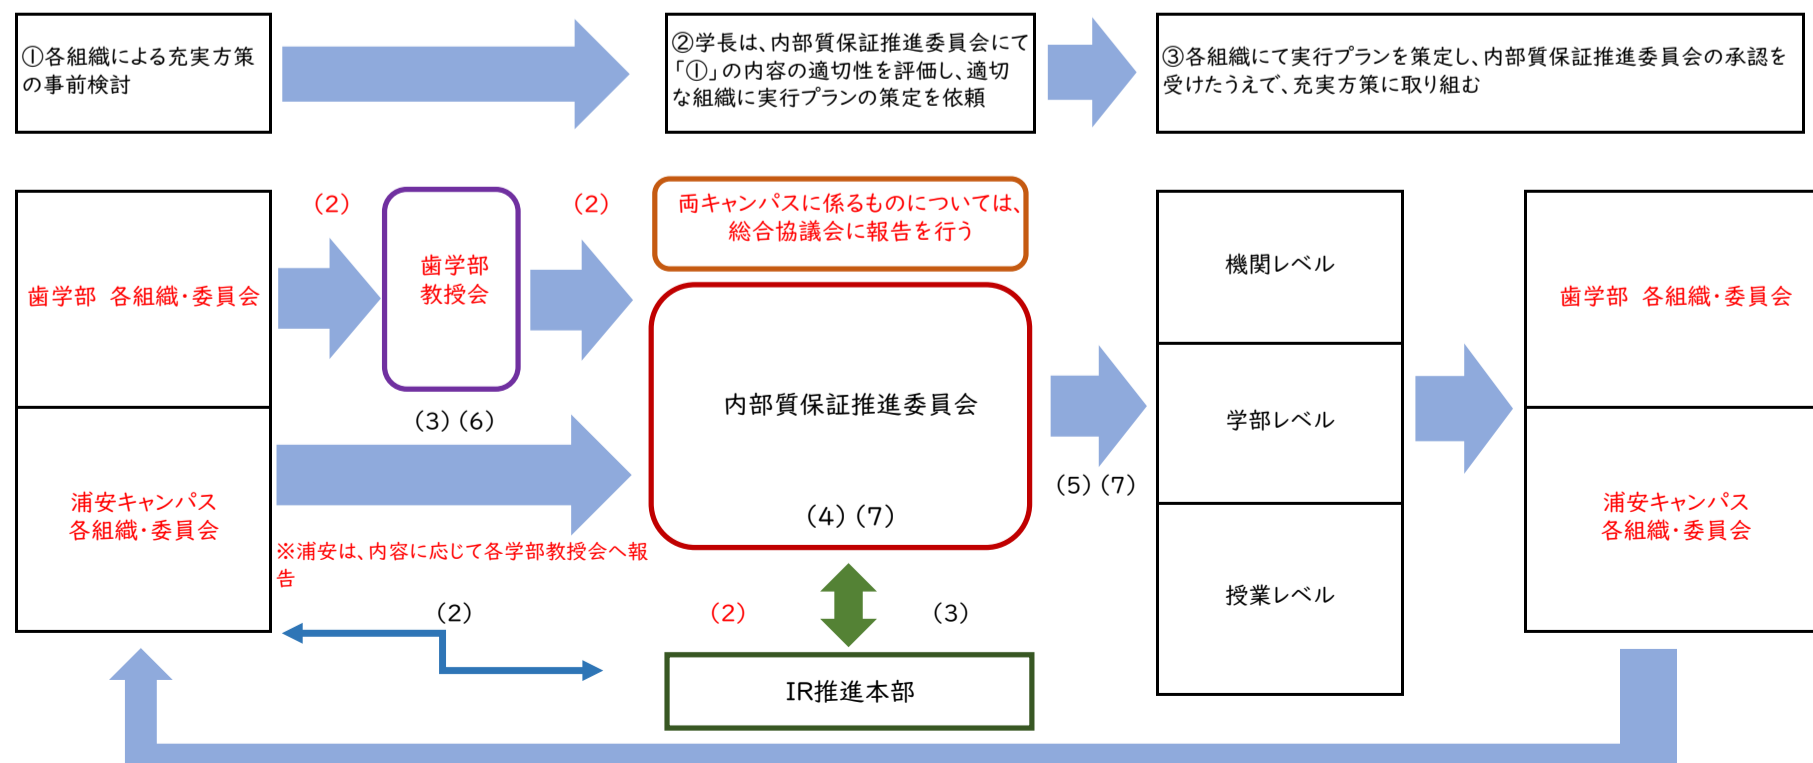 ①各組織による充実方策
の事前検討
②学長は、内部質保証推進委員会にて
「①」の内容の適切性を評価し、適切
な組織に実行プランの策定を依頼
③各組織にて実行プランを策定し、内部質保証推進委員会の承認を
受けたうえで、充実方策に取り組む
歯学部 各組織・委員会
(2)
歯学部
教授会
(2)
両キャンパスに係るものについては、
総合協議会に報告を行う
浦安キャンパス
各組織・委員会
(3)(6)
※浦安は、内容に応じて各学部教授会へ報
告
(2)
内部質保証推進委員会
(4)(7)
(2)
(3)
IR推進本部
(5)(7)
機関レベル
学部レベル
授業レベル
歯学部 各組織・委員会
浦安キャンパス
各組織・委員会